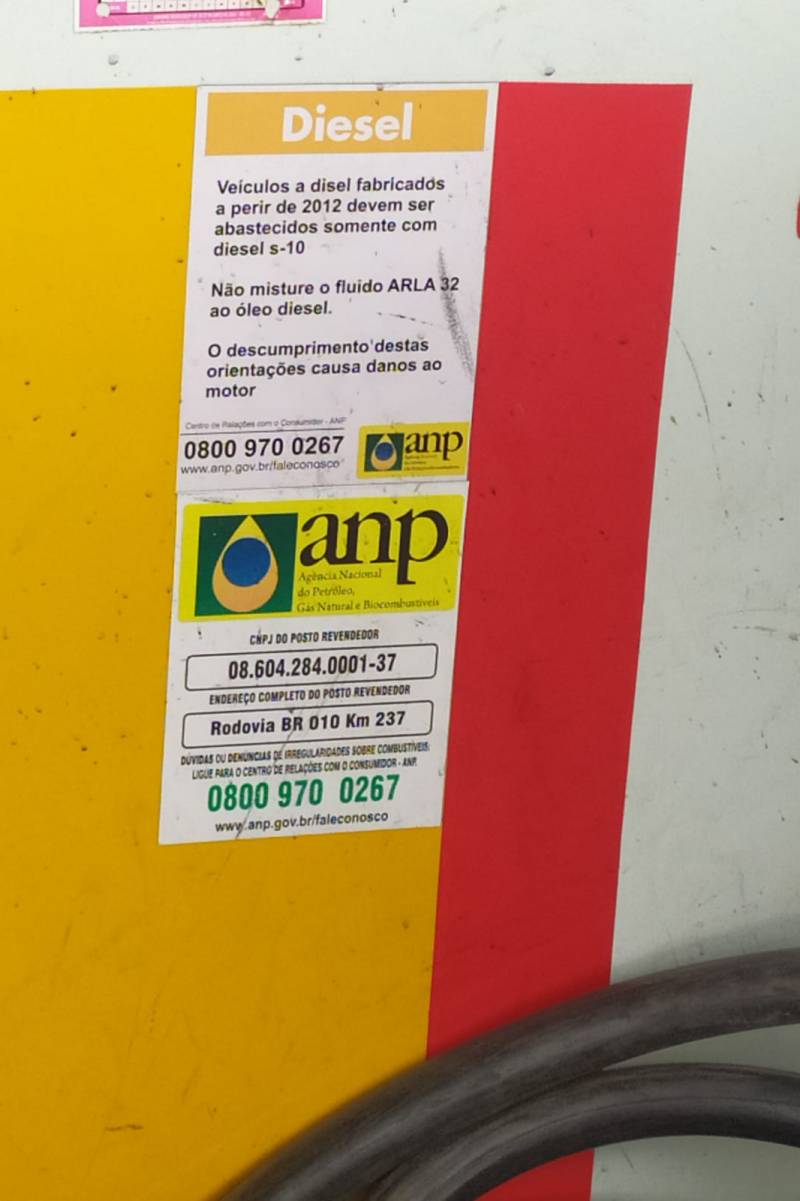 Diesel
Veículos a disel fabricados
a perir de 2012 devem ser
abastecidos somente com
diesel s-10
Não misture o fluido ARLA 32
ao óleo diesel.
O descumprimento destas
orientações causa danos ao
motor
Centro de Relações com o Consumidor - ANP
0800 970 0267
www.anp.gov.br/faleconosco
anp
anp
Agência Nacional
do Petróleo,
Gás Natural e Biocombustíveis
CNPJ DO POSTO REVENDEDOR
08.604.284.0001-37
ENDEREÇO COMPLETO DO POSTO REVENDEDOR
Rodovia BR 010 Km 237
DÚVIDAS OU DENÚNCIAS DE IRREGULARIDADES SOBRE COMBUSTÍVEIS:
LIGUE PARA O CENTRO DE RELAÇÕES COM O CONSUMIDOR - ANP.
0800 970 0267
www.anp.gov.br/faleconosco